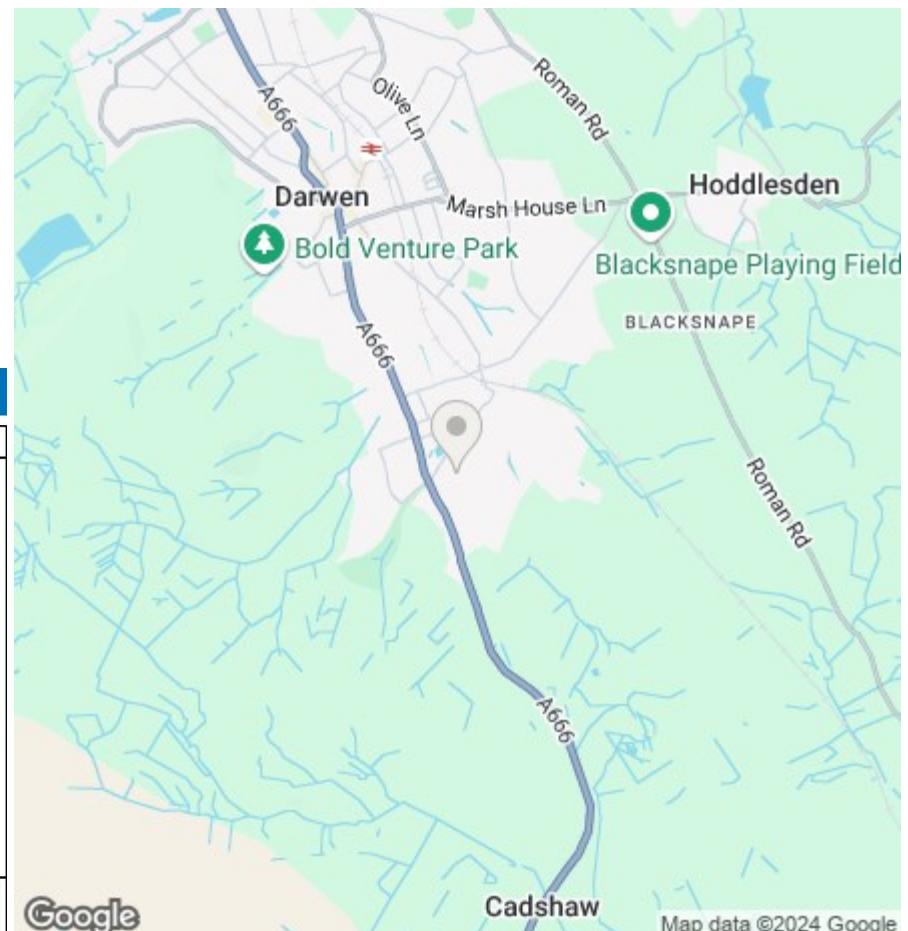 Olive Ln
Roman Rd
A666
Darwen
Marsh House Ln
Hoddlesden
Bold Venture Park
Blacksnape Playing Field
BLACKSNAPE
A666
Roman Rd
A666
Cadshaw
Google
Map data ©2024 Google